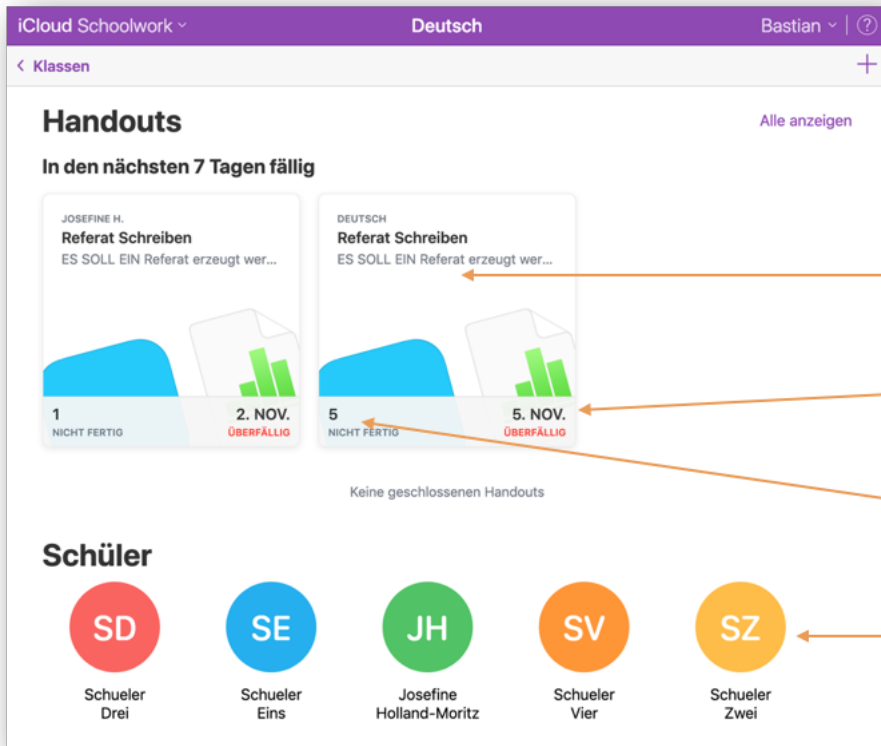 iCloud Schoolwork
Deutsch
Bastian
?
Klassen
Handouts
Alle anzeigen
In den nächsten 7 Tagen fällig
JOSEFINE H.
Referat Schreiben
ES SOLL EIN Referat erzeugt wer...
1
NICHT FERTIG
2. NOV.
ÜBERFÄLLIG
DEUTSCH
Referat Schreiben
ES SOLL EIN Referat erzeugt wer...
5
NICHT FERTIG
5. NOV.
ÜBERFÄLLIG
Keine geschlossenen Handouts
Schüler
SD
SE
JH
SV
SZ
Schueler
Drei
Schueler
Eins
Josefine
Holland-Moritz
Schueler
Vier
Schueler
Zwei